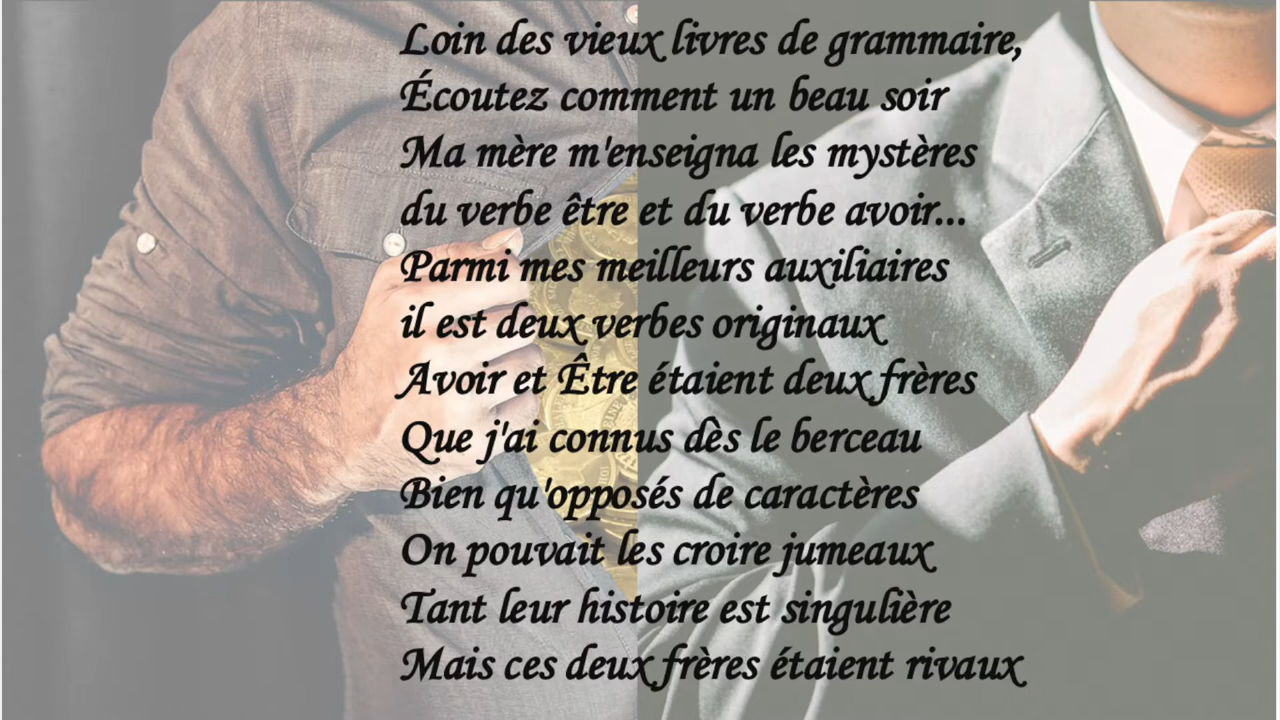 Loin des vieux livres de grammaire,
Écoutez comment un beau soir
Ma mère m'enseigna les mystères
du verbe être et du verbe avoir...
Parmi mes meilleurs auxiliaires
il est deux verbes originaux
Avoir et Être étaient deux frères
Que j'ai connus dès le berceau
Bien qu'opposés de caractères
On pouvait les croire jumeaux
Tant leur histoire est singulière
Mais ces deux frères étaient rivaux